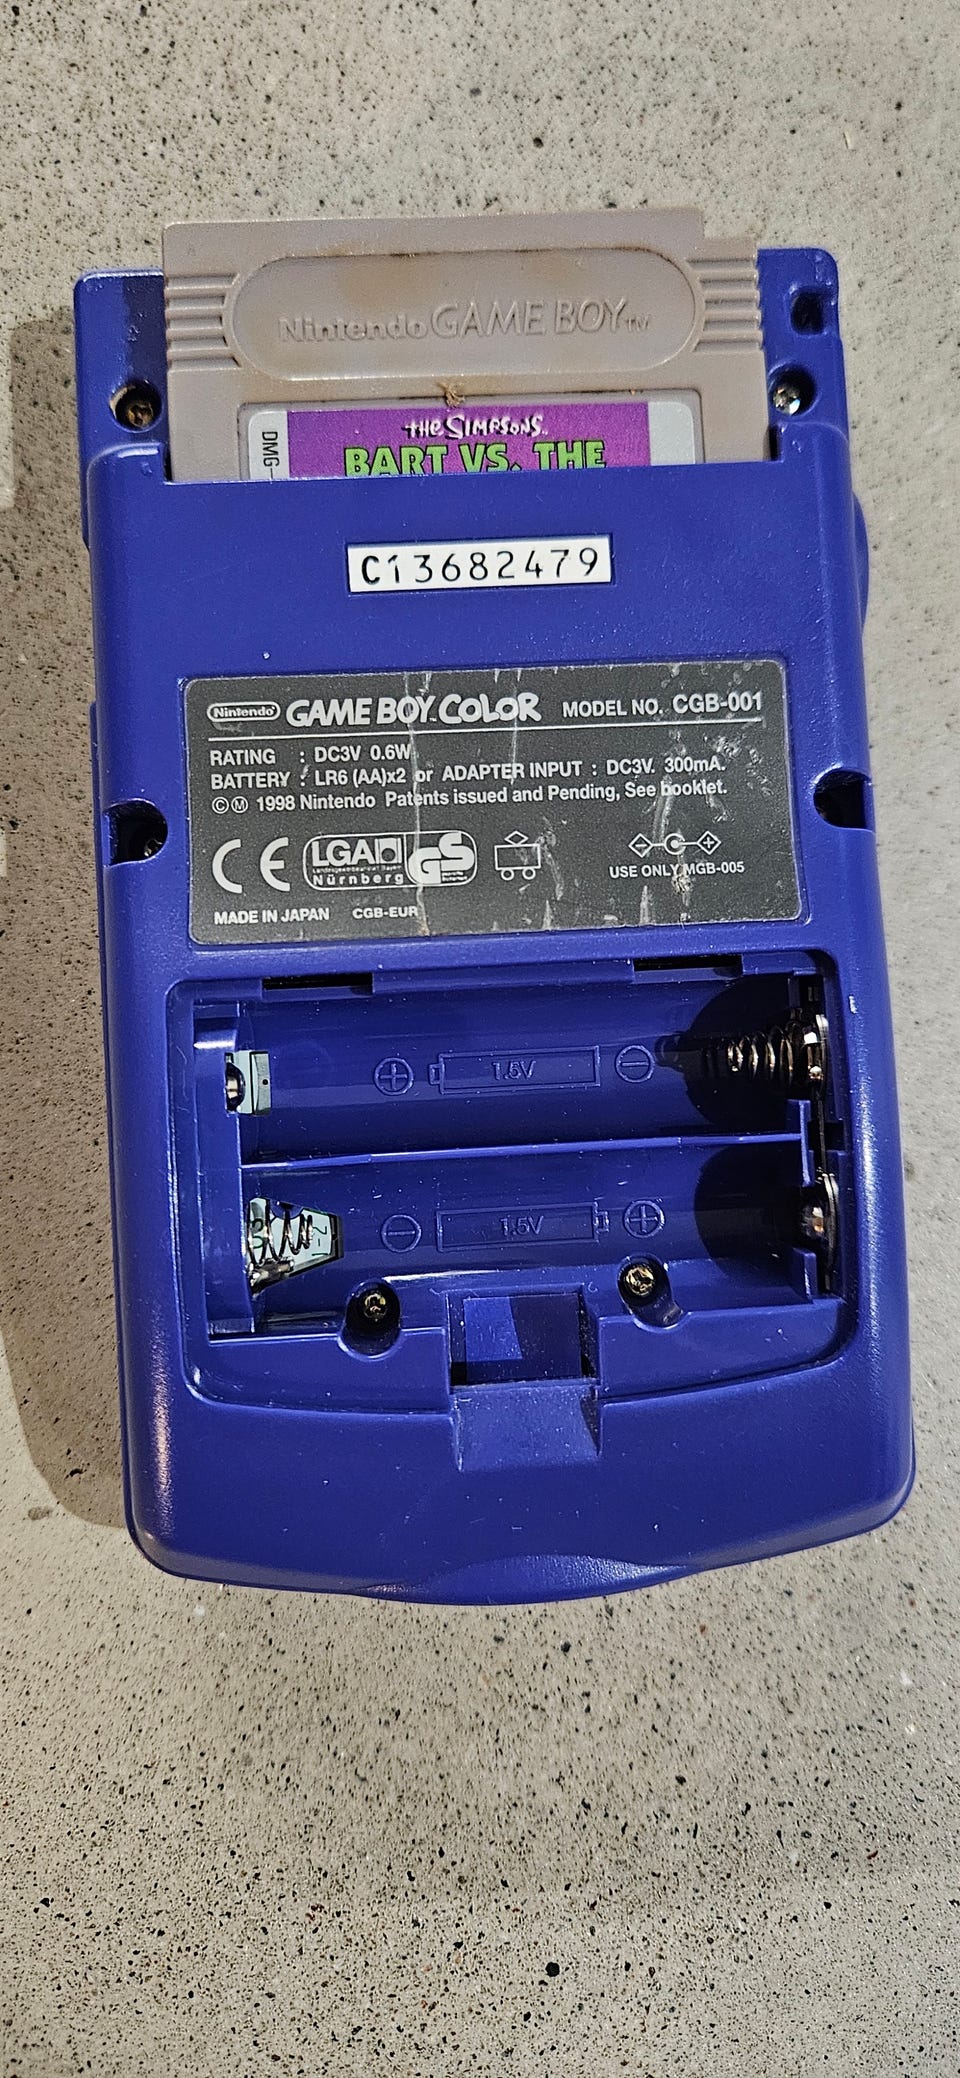 Nintendo GAME BOY TM
DMG-
THE SIMPSONS™
BART VS. THE
C13682479
Nintendo® GAME BOY COLOR MODEL NO. CGB-001
RATING : DC3V 0.6W
BATTERY : LR6 (AA)x2 or ADAPTER INPUT : DC3V 300mA.
©Ⓜ 1998 Nintendo Patents issued and Pending, See booklet.
CE LGA GS
Nürnberg
USE ONLY MGB-005
MADE IN JAPAN CGB-EUR
+ 1.5V −
− 1.5V +